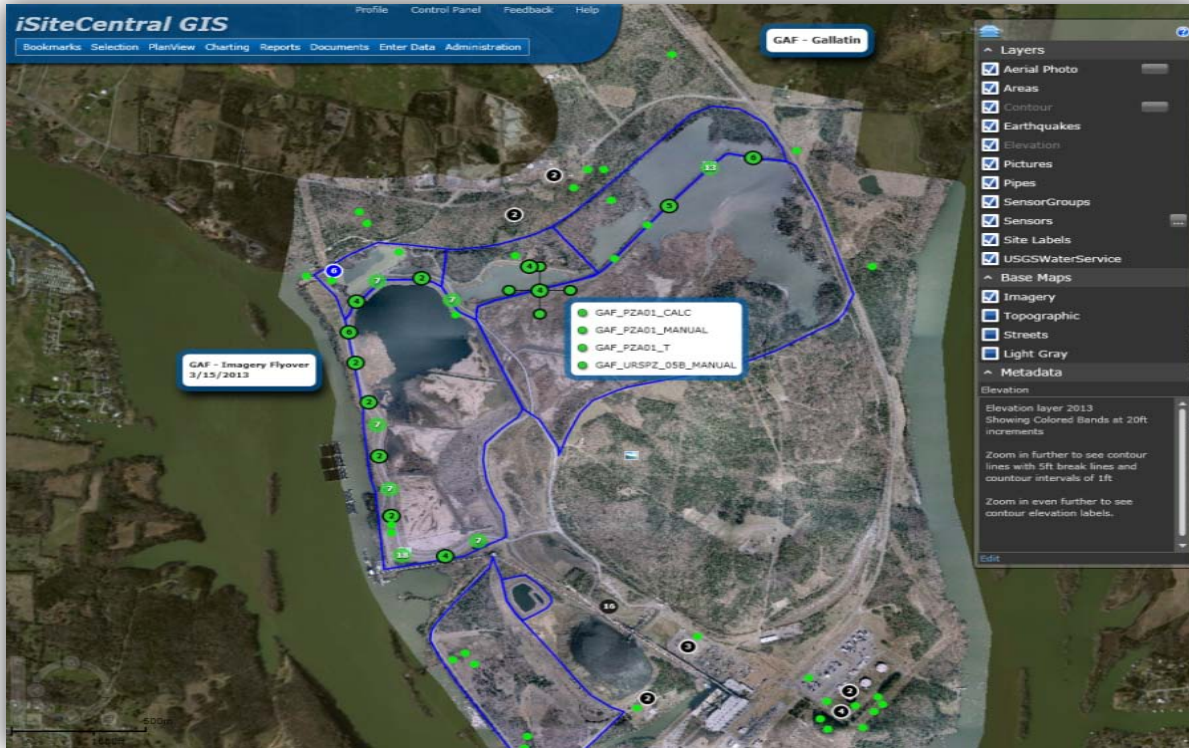 iSiteCentral GIS
Profile Control Panel Feedback Help
Bookmarks Selection PlanView Charting Reports Documents Enter Data Administration
GAF - Gallatin
Layers
Aerial Photo
Areas
Contour
Earthquakes
Elevation
Pictures
Pipes
SensorGroups
Sensors
Site Labels
USGSWaterService
Base Maps
Imagery
Topographic
Streets
Light Gray
Metadata
Elevation
Elevation layer 2013
Showing Colored Bands at 20ft
increments
Zoom in further to see contour
lines with 5ft break lines and
countour intervals of 1ft
Zoom in even further to see
contour elevation labels.
Edit
13
6
2
5
2
6
4
7
2
4
7
4
GAF_PZA01_CALC
GAF_PZA01_MANUAL
GAF_PZA01_T
GAF_URSPZ_05B_MANUAL
6
2
GAF - Imagery Flyover
3/15/2013
2
7
2
7
2
7
18
4
16
3
2
2
4
500m